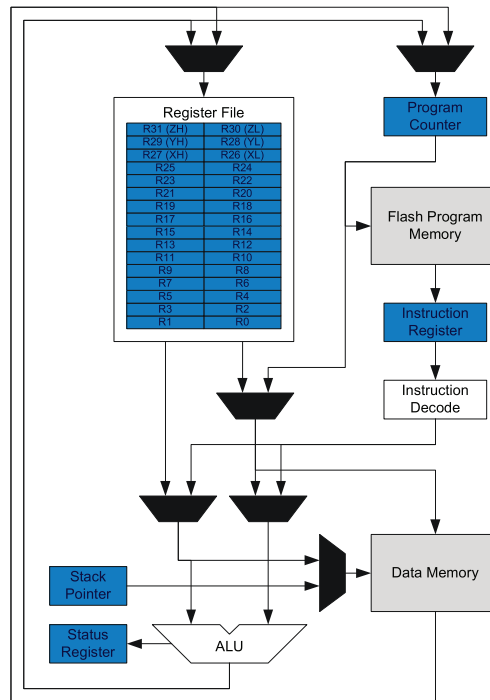 Register File
R31 (ZH) R30 (ZL)
R29 (YH) R28 (YL)
R27 (XH) R26 (XL)
R25 R24
R23 R22
R21 R20
R19 R18
R17 R16
R15 R14
R13 R12
R11 R10
R9 R8
R7 R6
R5 R4
R3 R2
R1 R0
Program
Counter
Flash Program
Memory
Instruction
Register
Instruction
Decode
Stack
Pointer
Data Memory
Status
Register
ALU